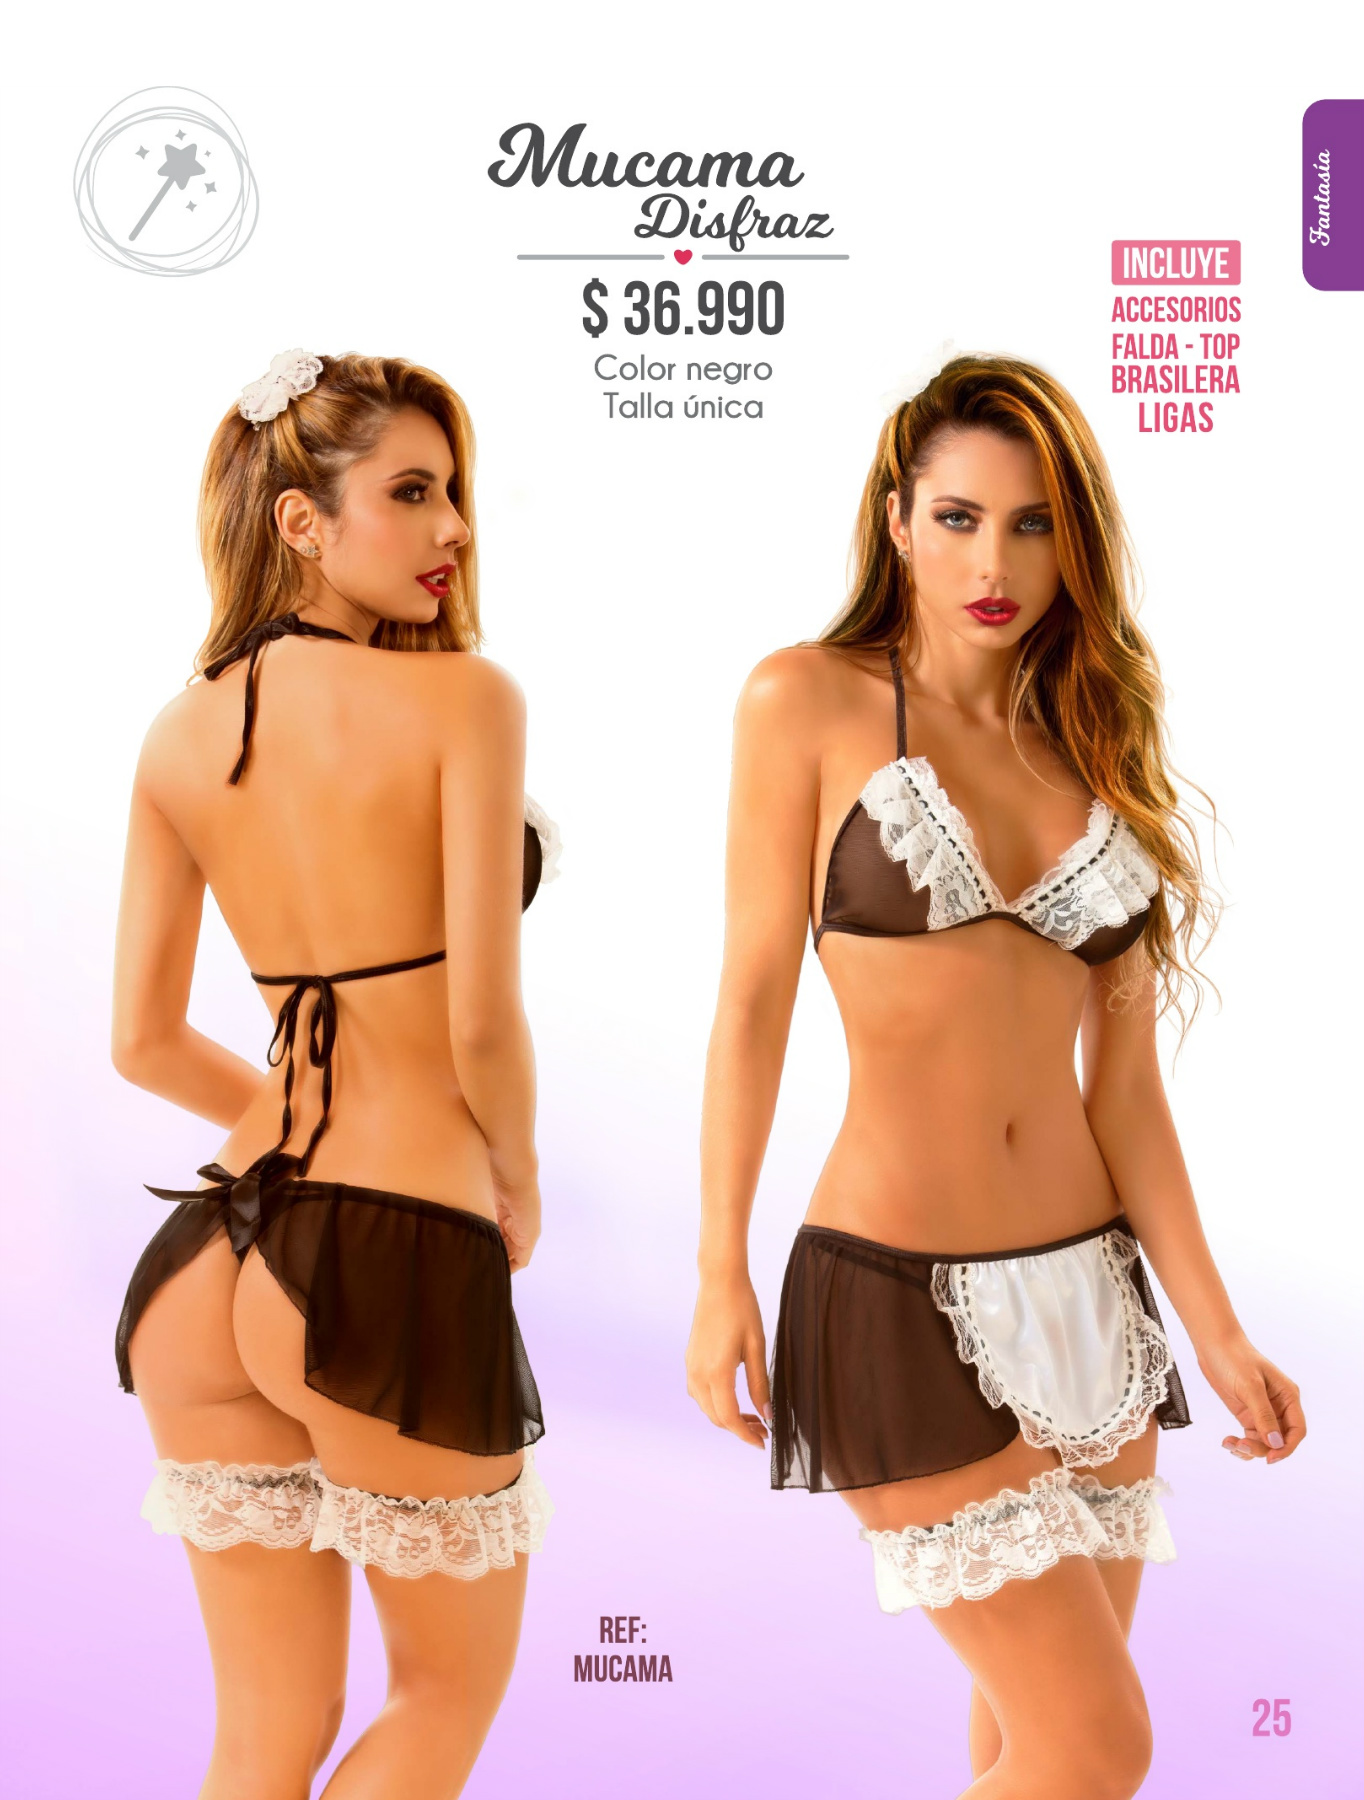 Mucama
Disfraz
$ 36.990
Color negro
Talla única
Fantasía
INCLUYE
ACCESORIOS
FALDA - TOP
BRASILERA
LIGAS
REF:
MUCAMA
25